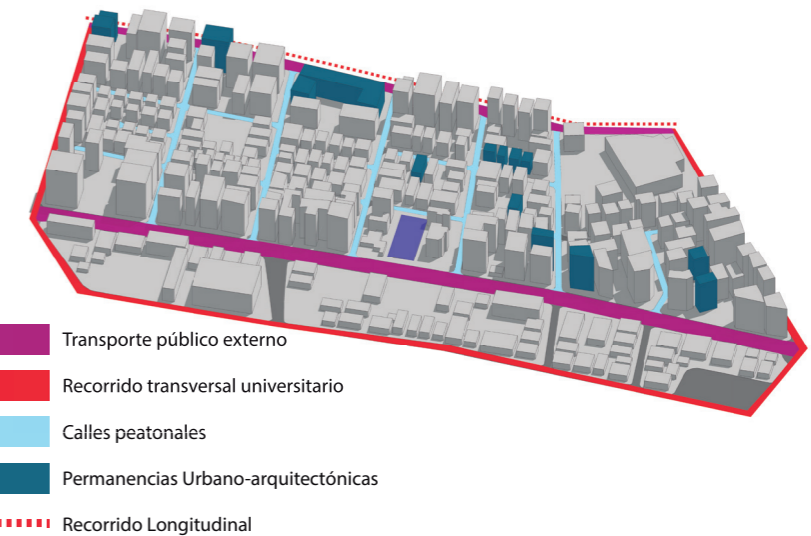 Transporte público externo
Recorrido transversal universitario
Calles peatonales
Permanencias Urbano-arquitectónicas
Recorrido Longitudinal